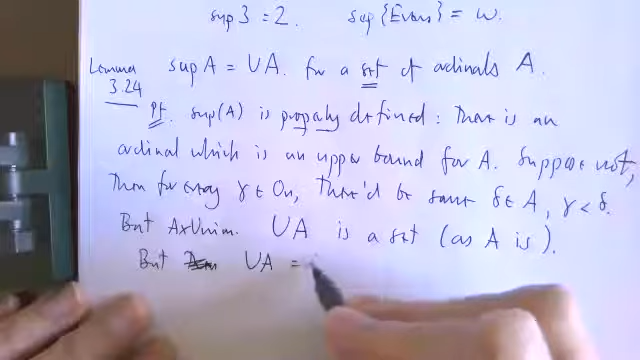 sup 3 = 2. sup {Evens} = ω.
Lemma sup A = ∪A. for a set of ordinals A.
3.24
Pf. sup(A) is properly defined: There is an
ordinal which is an upper bound for A. Suppose not,
Then for every γ ∈ On, there'd be some δ ∈ A, γ < δ.
But AxUnion. ∪A is a set (as A is).
But ∪A =